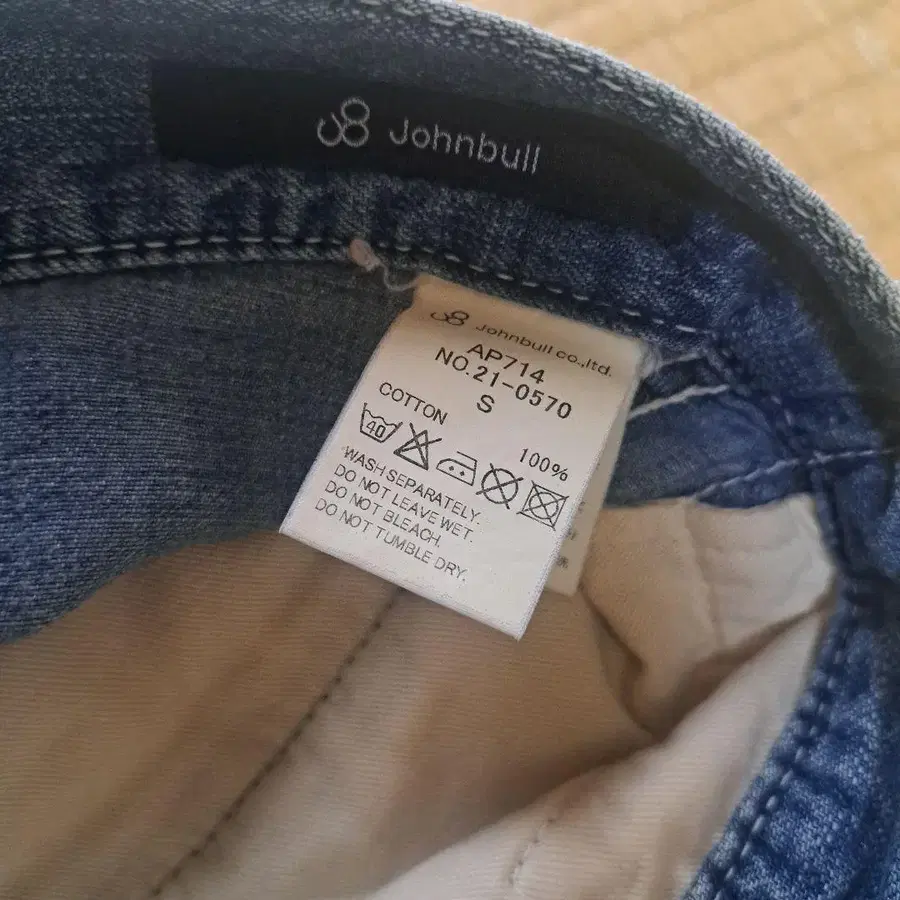 Johnbull
Johnbull co.,ltd.
AP714
NO.21-0570
S
COTTON 100%
40
WASH SEPARATELY.
DO NOT LEAVE WET.
DO NOT BLEACH.
DO NOT TUMBLE DRY.